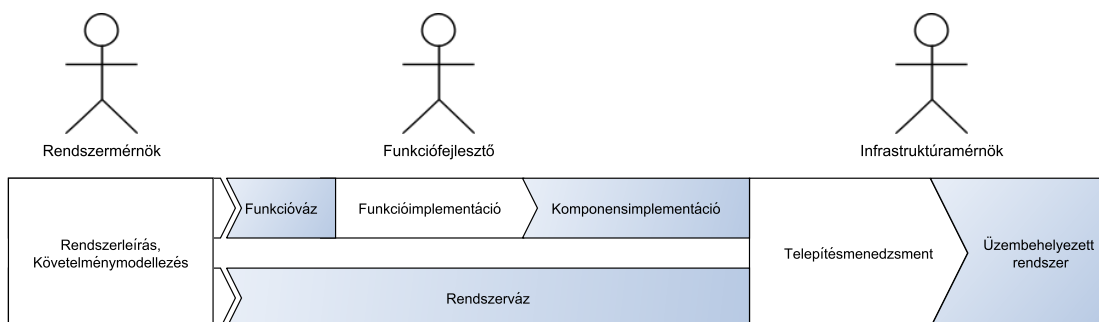 Rendszermérnök
Funkciófejlesztő
Infrastruktúramérnök
Funkcióváz
Funkcióimplementáció
Komponensimplementáció
Rendszerleírás,
Követelménymodellezés
Telepítésmenedzsment
Üzembehelyezett
rendszer
Rendszerváz